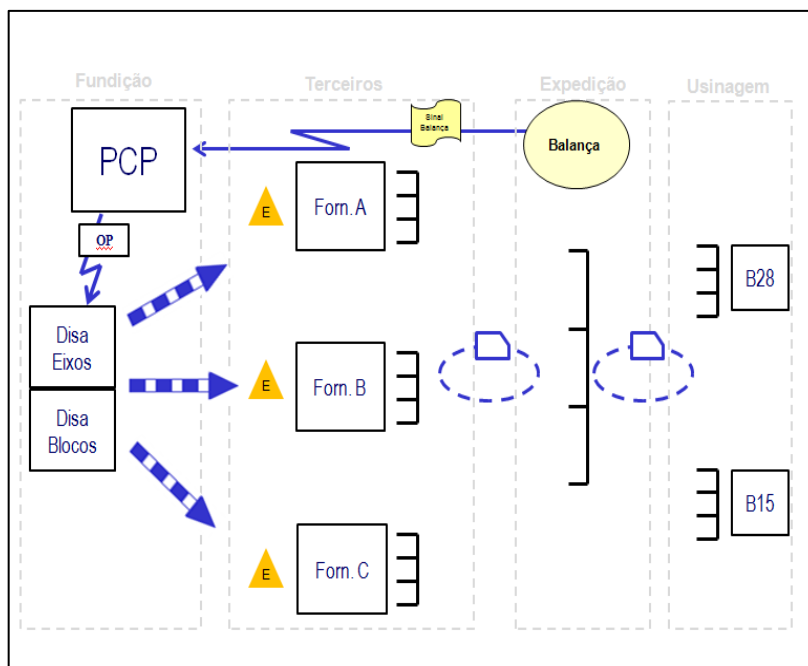 Fundição
Terceiros
Expedição
Usinagem
Sinal
Balança
Balança
PCP
OP
E
Forn. A
B28
Disa
Eixos
E
Forn. B
Disa
Blocos
B15
E
Forn. C